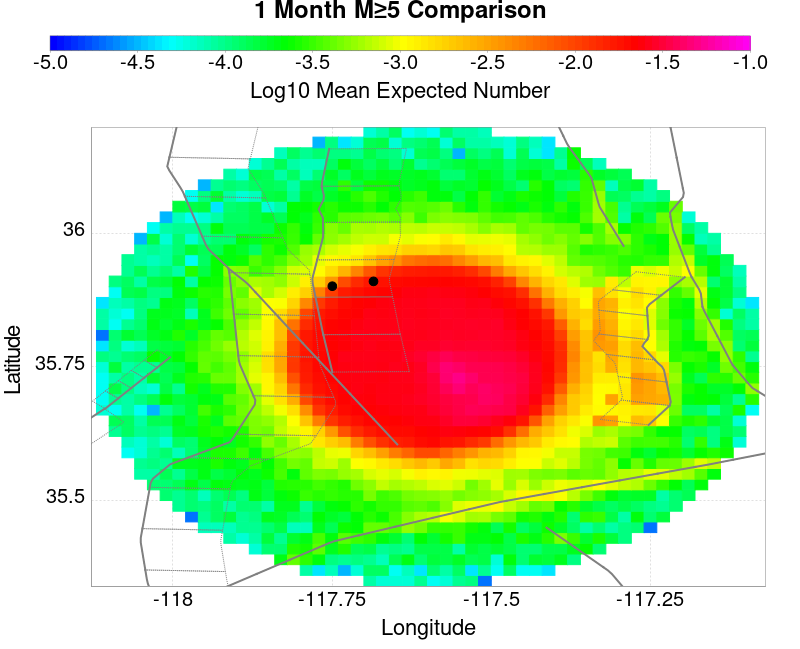 1 Month M≥5 Comparison
-5.0 -4.5 -4.0 -3.5 -3.0 -2.5 -2.0 -1.5 -1.0
Log10 Mean Expected Number
36
35.75
35.5
Latitude
-118 -117.75 -117.5 -117.25
Longitude